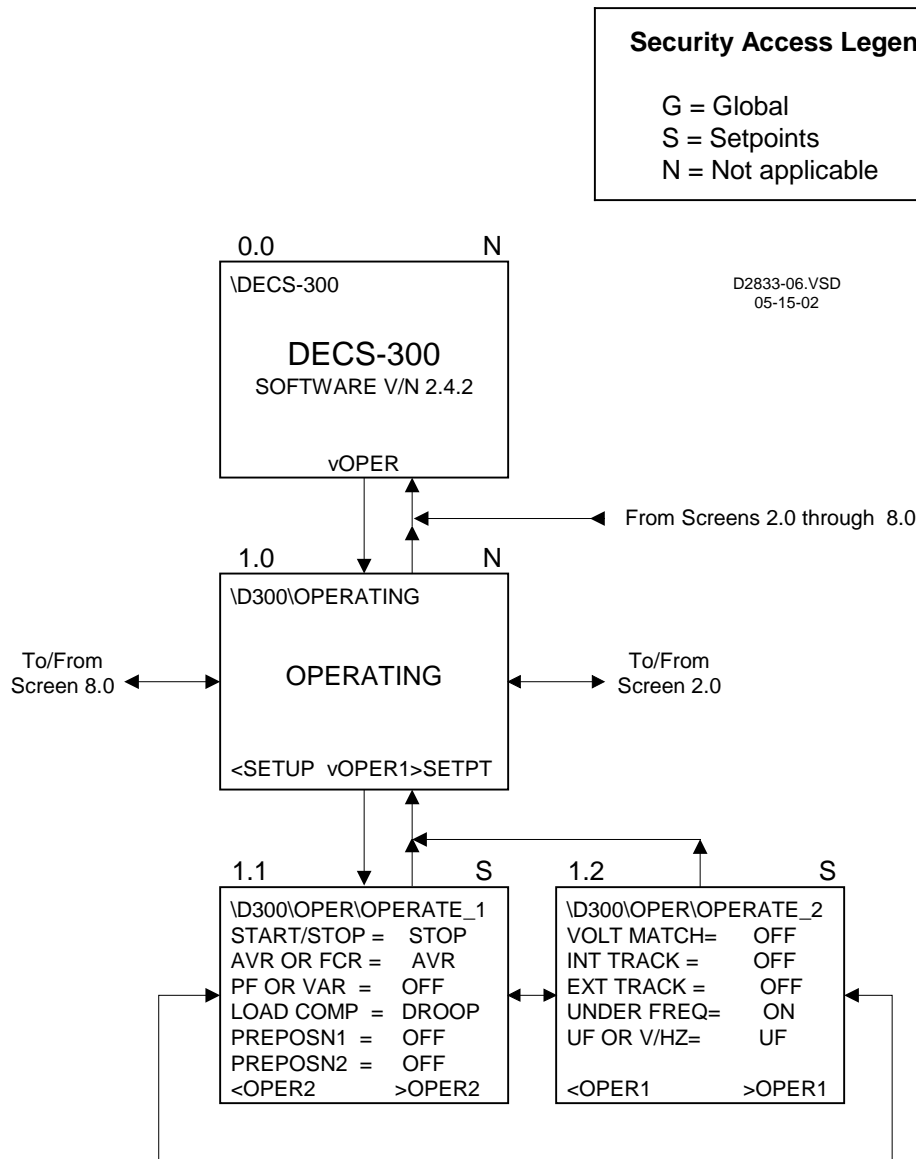 Security Access Legen
G = Global
S = Setpoints
N = Not applicable
0.0 N
\DECS-300
DECS-300
SOFTWARE V/N 2.4.2
vOPER
D2833-06.VSD
05-15-02
From Screens 2.0 through 8.0
1.0 N
\D300\OPERATING
OPERATING
<SETUP vOPER1>SETPT
To/From
Screen 8.0
To/From
Screen 2.0
1.1 S
\D300\OPER\OPERATE_1
START/STOP = STOP
AVR OR FCR = AVR
PF OR VAR = OFF
LOAD COMP = DROOP
PREPOSN1 = OFF
PREPOSN2 = OFF
<OPER2 >OPER2
1.2 S
\D300\OPER\OPERATE_2
VOLT MATCH= OFF
INT TRACK = OFF
EXT TRACK = OFF
UNDER FREQ= ON
UF OR V/HZ= UF
<OPER1 >OPER1